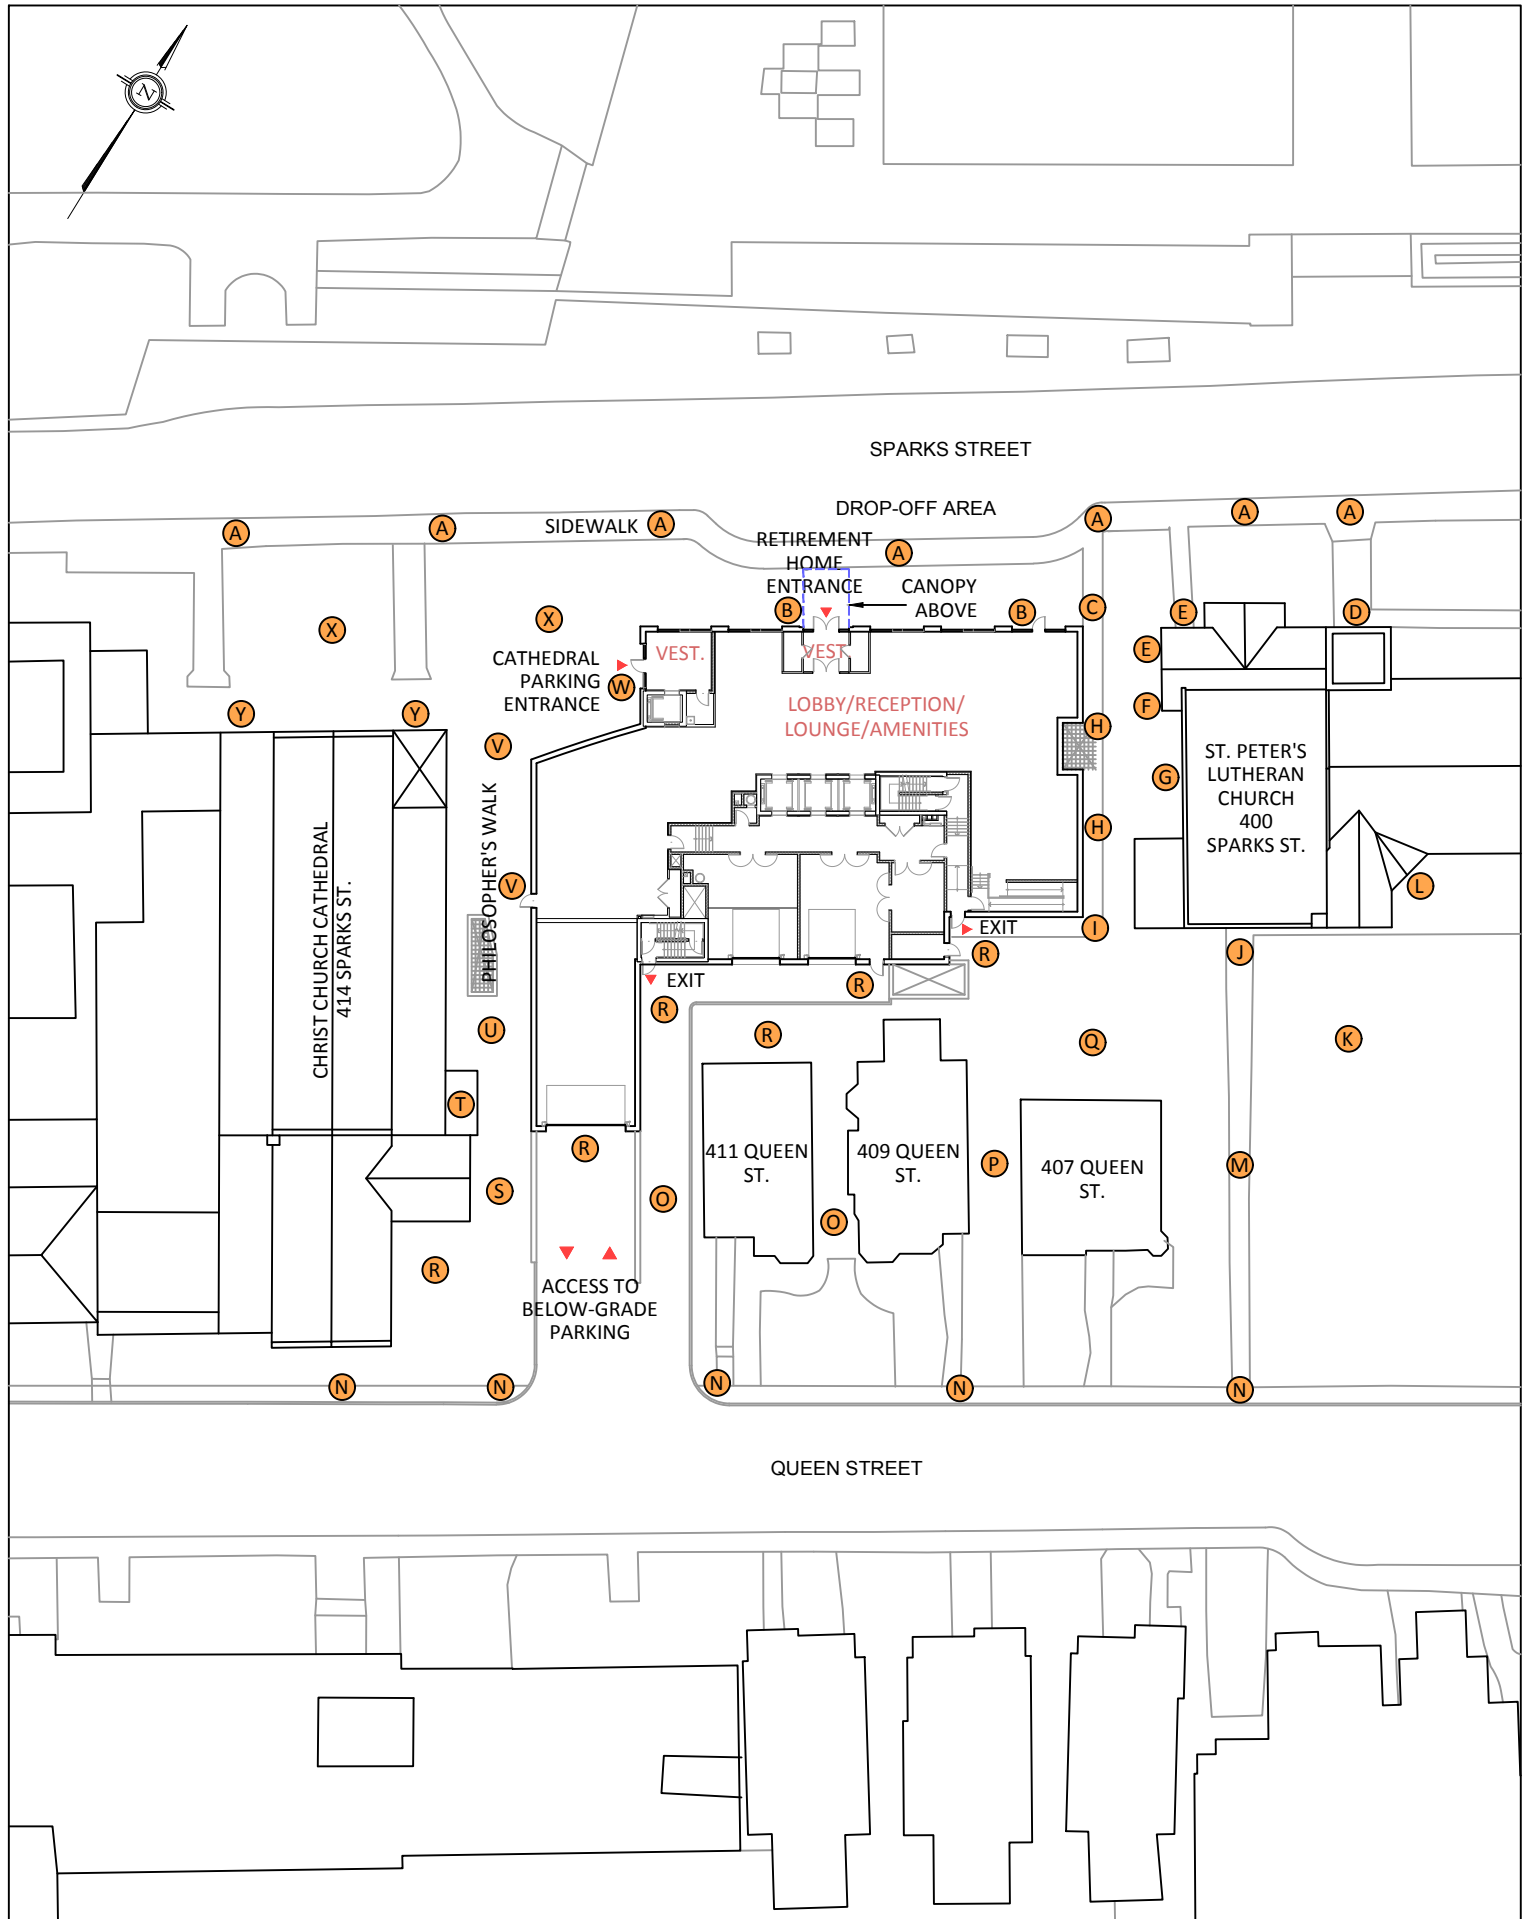 N
SPARKS STREET
DROP-OFF AREA
A
A
SIDEWALK
A
A
A
A
A
RETIREMENT
HOME
ENTRANCE
CANOPY
ABOVE
B
B
C
E
D
X
X
E
CATHEDRAL
PARKING
ENTRANCE
W
VEST.
VEST.
F
LOBBY/RECEPTION/
LOUNGE/AMENITIES
H
Y
Y
V
G
ST. PETER'S
LUTHERAN
CHURCH
400
SPARKS ST.
H
CHRIST CHURCH CATHEDRAL
414 SPARKS ST.
PHILOSOPHER'S WALK
V
L
EXIT
I
R
J
EXIT
R
R
U
R
Q
K
T
R
411 QUEEN
ST.
409 QUEEN
ST.
P
407 QUEEN
ST.
M
S
O
O
R
ACCESS TO
BELOW-GRADE
PARKING
N
N
N
N
N
QUEEN STREET